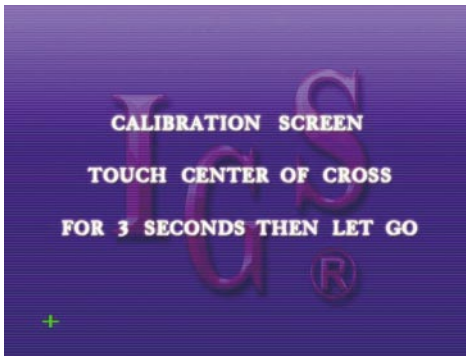 CALIBRATION SCREEN
TOUCH CENTER OF CROSS
FOR 3 SECONDS THEN LET GO
IGS®